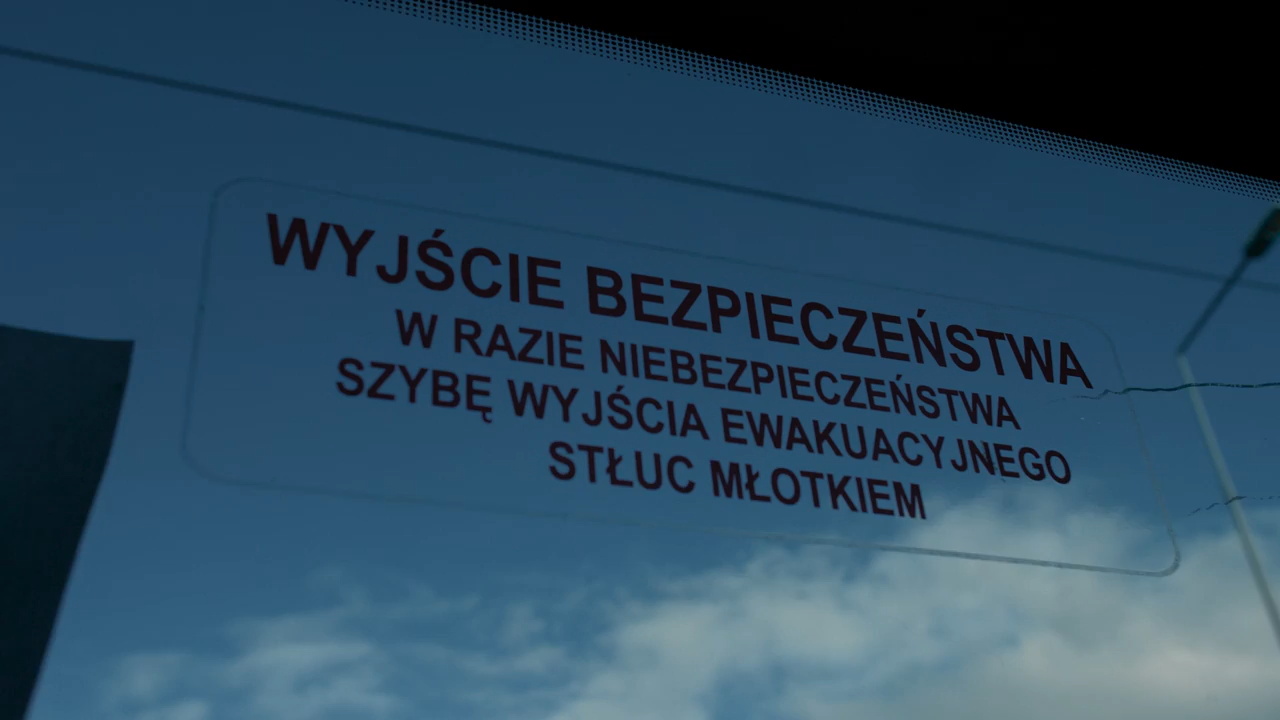 WYJŚCIE BEZPIECZEŃSTWA
W RAZIE NIEBEZPIECZEŃSTWA
SZYBĘ WYJŚCIA EWAKUACYJNEGO
STŁUC MŁOTKIEM